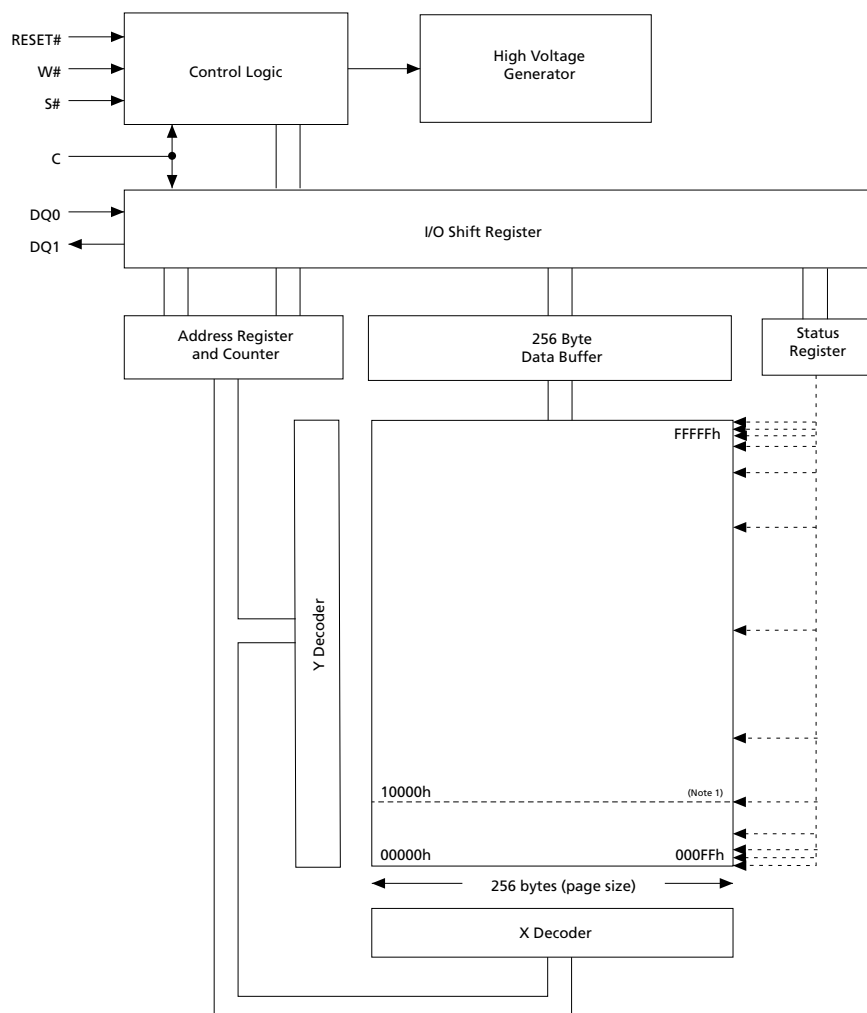 RESET#
W#
S#
C
Control Logic
High Voltage
Generator
DQ0
DQ1
I/O Shift Register
Address Register
and Counter
256 Byte
Data Buffer
Status
Register
FFFFFh
Y Decoder
10000h
(Note 1)
00000h
000FFh
256 bytes (page size)
X Decoder